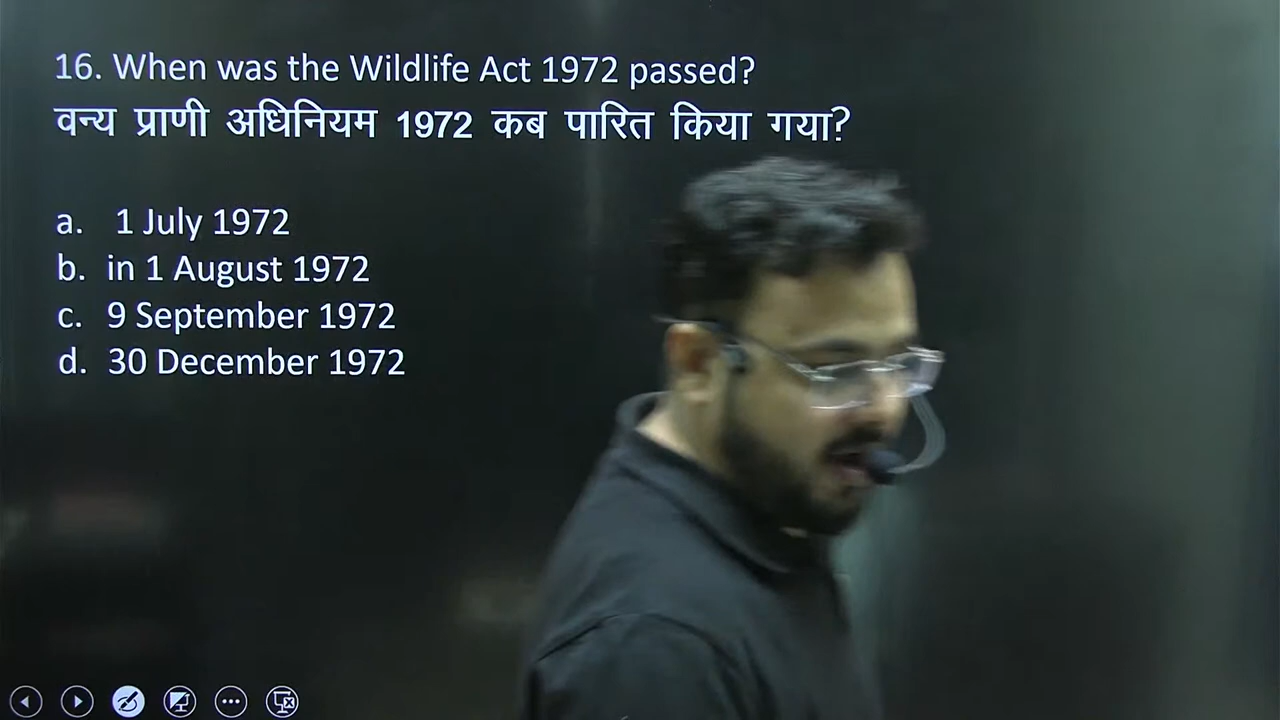 16. When was the Wildlife Act 1972 passed?
वन्य प्राणी अधिनियम 1972 कब पारित किया गया?
a. 1 July 1972
b. in 1 August 1972
c. 9 September 1972
d. 30 December 1972